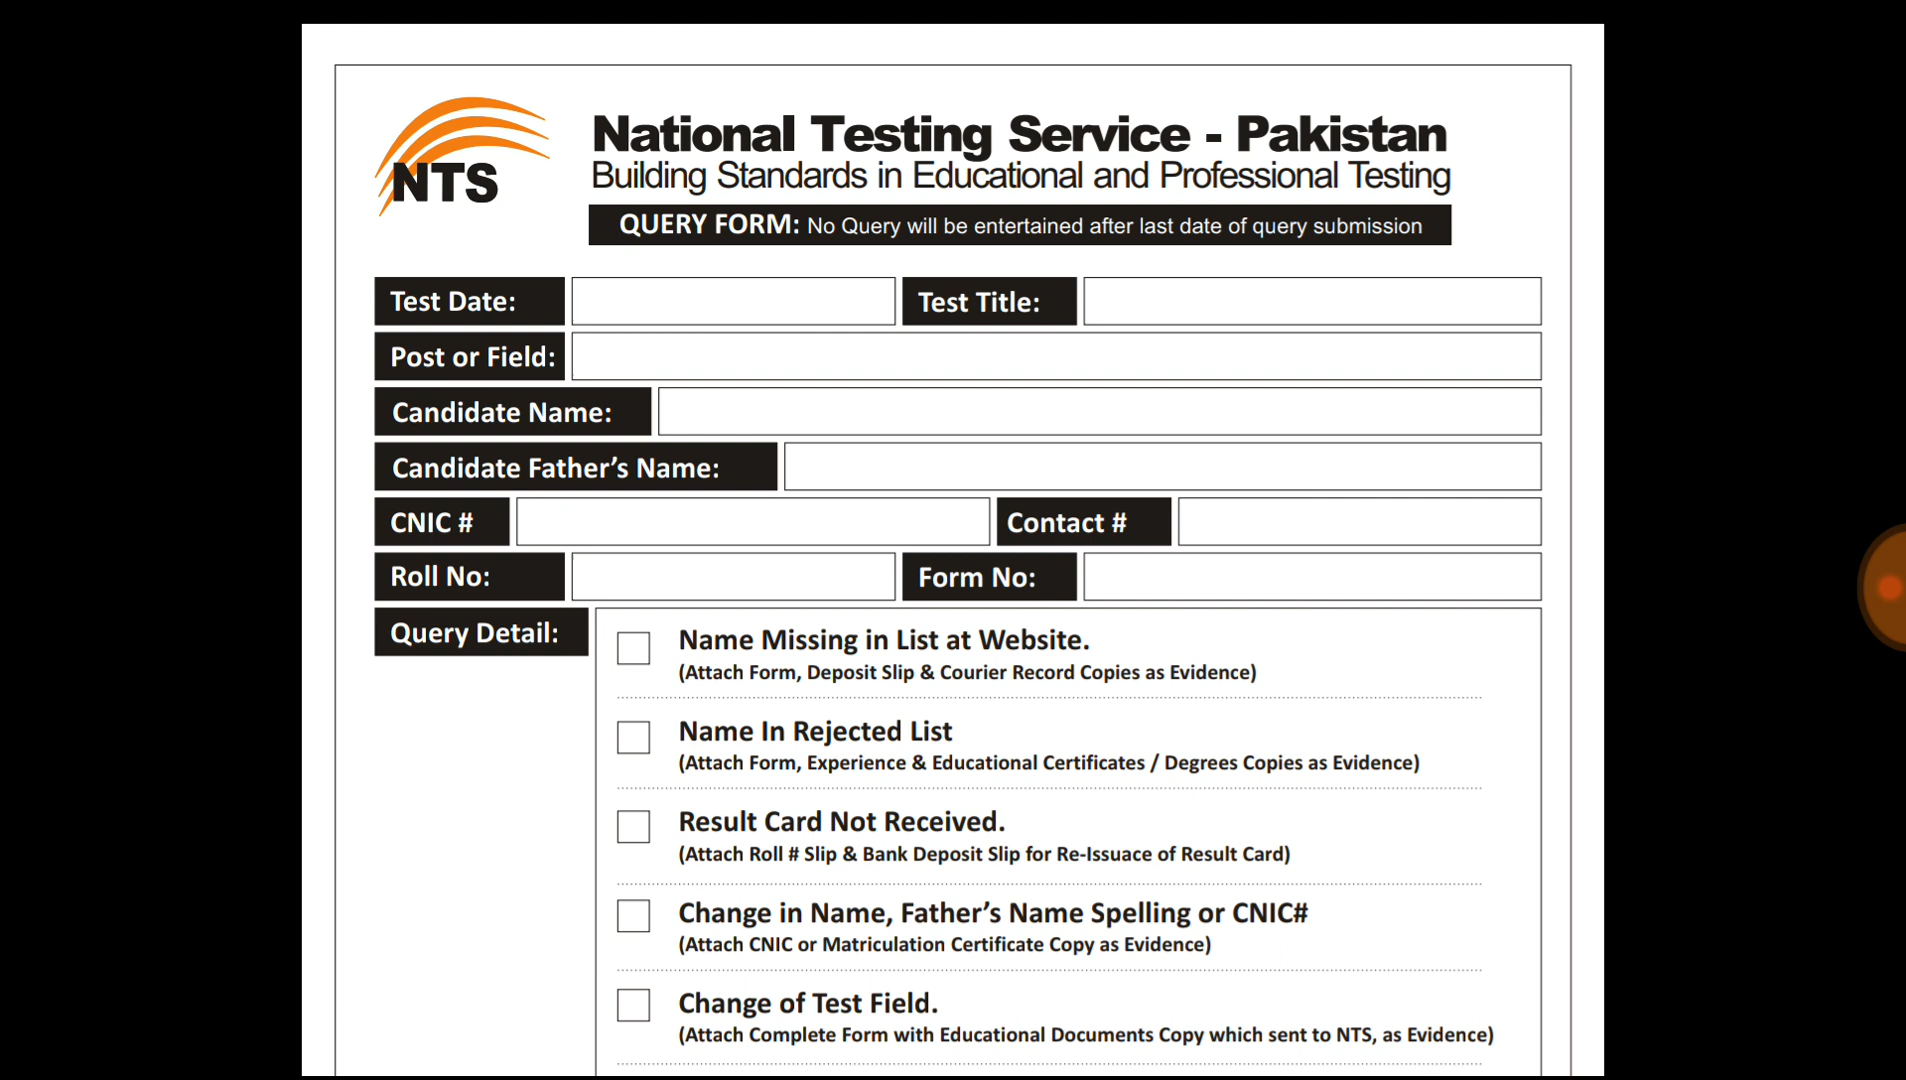 NTS
National Testing Service - Pakistan
Building Standards in Educational and Professional Testing
QUERY FORM: No Query will be entertained after last date of query submission
Test Date:
Test Title:
Post or Field:
Candidate Name:
Candidate Father’s Name:
CNIC #
Contact #
Roll No:
Form No:
Query Detail:
Name Missing in List at Website.
(Attach Form, Deposit Slip & Courier Record Copies as Evidence)
Name In Rejected List
(Attach Form, Experience & Educational Certificates / Degrees Copies as Evidence)
Result Card Not Received.
(Attach Roll # Slip & Bank Deposit Slip for Re-Issuace of Result Card)
Change in Name, Father’s Name Spelling or CNIC#
(Attach CNIC or Matriculation Certificate Copy as Evidence)
Change of Test Field.
(Attach Complete Form with Educational Documents Copy which sent to NTS, as Evidence)